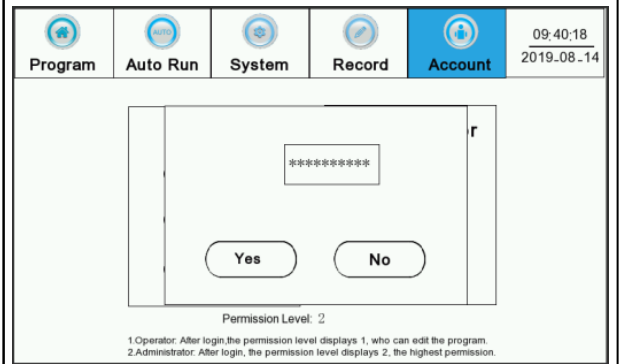 AUTO
Program Auto Run System Record Account
09:40:18
2019-08-14
r
**********
Yes No
Permission Level: 2
1.Operator: After login,the permission level displays 1, who can edit the program.
2.Administrator: After login, the permission level displays 2, the highest permission.